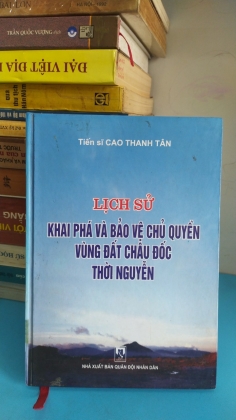 TRẦN QUỐC VƯỢNG
ĐẠI VIỆT ĐỊA
Tiến sĩ CAO THANH TÂN
LỊCH SỬ
KHAI PHÁ VÀ BẢO VỆ CHỦ QUYỀN
VÙNG ĐẤT CHÂU ĐỐC
THỜI NGUYỄN
NHÀ XUẤT BẢN QUÂN ĐỘI NHÂN DÂN